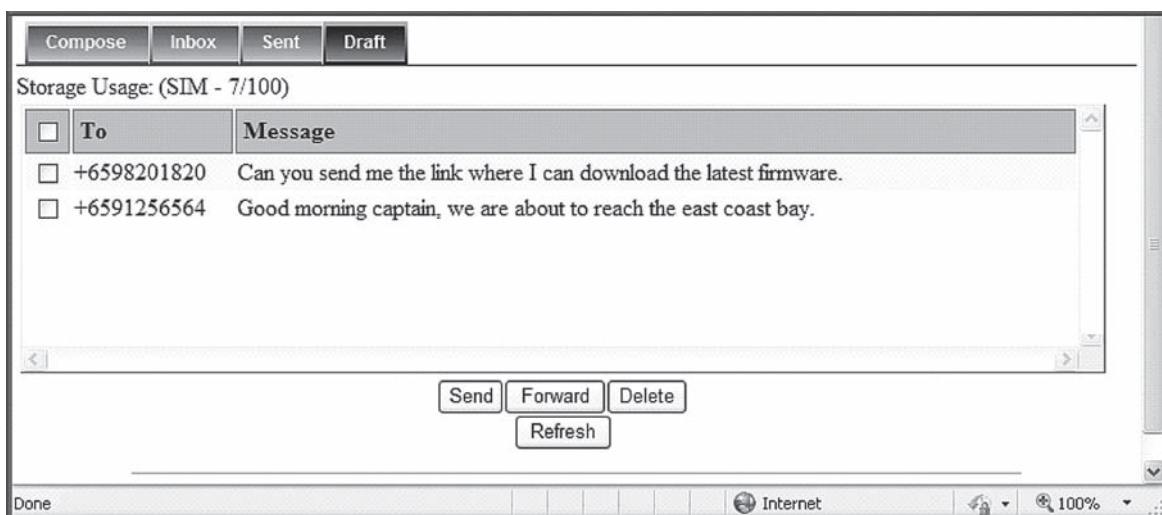 Compose Inbox Sent Draft
Storage Usage: (SIM - 7/100)
To Message
+6598201820 Can you send me the link where I can download the latest firmware.
+6591256564 Good morning captain, we are about to reach the east coast bay.
Send Forward Delete
Refresh
Done Internet 100%